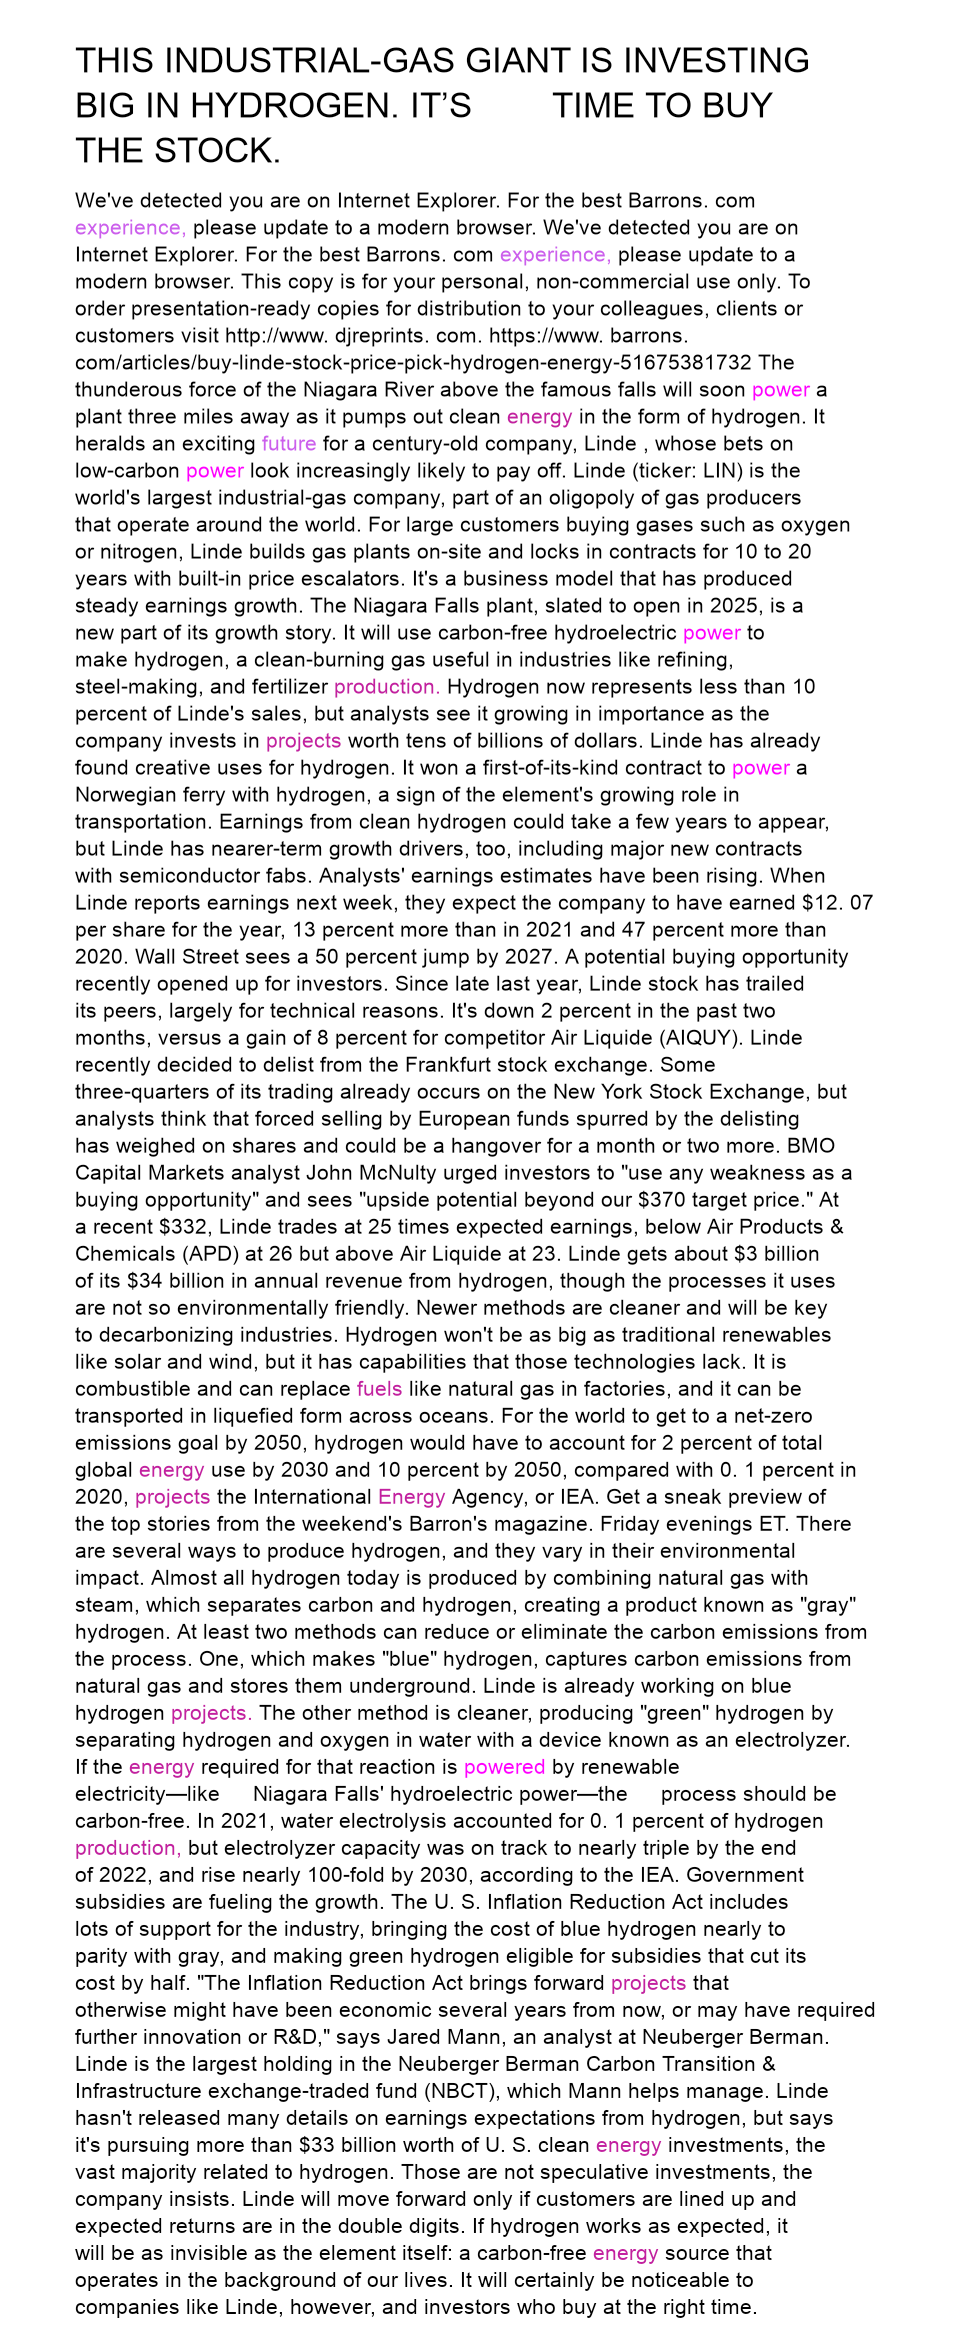 THIS INDUSTRIAL-GAS GIANT IS INVESTING
BIG IN HYDROGEN. IT’S TIME TO BUY
THE STOCK.
We've detected you are on Internet Explorer. For the best Barrons. com
experience, please update to a modern browser. We've detected you are on
Internet Explorer. For the best Barrons. com experience, please update to a
modern browser. This copy is for your personal, non-commercial use only. To
order presentation-ready copies for distribution to your colleagues, clients or
customers visit http://www. djreprints. com. https://www. barrons.
com/articles/buy-linde-stock-price-pick-hydrogen-energy-51675381732 The
thunderous force of the Niagara River above the famous falls will soon power a
plant three miles away as it pumps out clean energy in the form of hydrogen. It
heralds an exciting future for a century-old company, Linde , whose bets on
low-carbon power look increasingly likely to pay off. Linde (ticker: LIN) is the
world's largest industrial-gas company, part of an oligopoly of gas producers
that operate around the world. For large customers buying gases such as oxygen
or nitrogen, Linde builds gas plants on-site and locks in contracts for 10 to 20
years with built-in price escalators. It's a business model that has produced
steady earnings growth. The Niagara Falls plant, slated to open in 2025, is a
new part of its growth story. It will use carbon-free hydroelectric power to
make hydrogen, a clean-burning gas useful in industries like refining,
steel-making, and fertilizer production. Hydrogen now represents less than 10
percent of Linde's sales, but analysts see it growing in importance as the
company invests in projects worth tens of billions of dollars. Linde has already
found creative uses for hydrogen. It won a first-of-its-kind contract to power a
Norwegian ferry with hydrogen, a sign of the element's growing role in
transportation. Earnings from clean hydrogen could take a few years to appear,
but Linde has nearer-term growth drivers, too, including major new contracts
with semiconductor fabs. Analysts' earnings estimates have been rising. When
Linde reports earnings next week, they expect the company to have earned $12. 07
per share for the year, 13 percent more than in 2021 and 47 percent more than
2020. Wall Street sees a 50 percent jump by 2027. A potential buying opportunity
recently opened up for investors. Since late last year, Linde stock has trailed
its peers, largely for technical reasons. It's down 2 percent in the past two
months, versus a gain of 8 percent for competitor Air Liquide (AIQUY). Linde
recently decided to delist from the Frankfurt stock exchange. Some
three-quarters of its trading already occurs on the New York Stock Exchange, but
analysts think that forced selling by European funds spurred by the delisting
has weighed on shares and could be a hangover for a month or two more. BMO
Capital Markets analyst John McNulty urged investors to "use any weakness as a
buying opportunity" and sees "upside potential beyond our $370 target price." At
a recent $332, Linde trades at 25 times expected earnings, below Air Products &
Chemicals (APD) at 26 but above Air Liquide at 23. Linde gets about $3 billion
of its $34 billion in annual revenue from hydrogen, though the processes it uses
are not so environmentally friendly. Newer methods are cleaner and will be key
to decarbonizing industries. Hydrogen won't be as big as traditional renewables
like solar and wind, but it has capabilities that those technologies lack. It is
combustible and can replace fuels like natural gas in factories, and it can be
transported in liquefied form across oceans. For the world to get to a net-zero
emissions goal by 2050, hydrogen would have to account for 2 percent of total
global energy use by 2030 and 10 percent by 2050, compared with 0. 1 percent in
2020, projects the International Energy Agency, or IEA. Get a sneak preview of
the top stories from the weekend's Barron's magazine. Friday evenings ET. There
are several ways to produce hydrogen, and they vary in their environmental
impact. Almost all hydrogen today is produced by combining natural gas with
steam, which separates carbon and hydrogen, creating a product known as "gray"
hydrogen. At least two methods can reduce or eliminate the carbon emissions from
the process. One, which makes "blue" hydrogen, captures carbon emissions from
natural gas and stores them underground. Linde is already working on blue
hydrogen projects. The other method is cleaner, producing "green" hydrogen by
separating hydrogen and oxygen in water with a device known as an electrolyzer.
If the energy required for that reaction is powered by renewable
electricity—like Niagara Falls' hydroelectric power—the process should be
carbon-free. In 2021, water electrolysis accounted for 0. 1 percent of hydrogen
production, but electrolyzer capacity was on track to nearly triple by the end
of 2022, and rise nearly 100-fold by 2030, according to the IEA. Government
subsidies are fueling the growth. The U. S. Inflation Reduction Act includes
lots of support for the industry, bringing the cost of blue hydrogen nearly to
parity with gray, and making green hydrogen eligible for subsidies that cut its
cost by half. "The Inflation Reduction Act brings forward projects that
otherwise might have been economic several years from now, or may have required
further innovation or R&D," says Jared Mann, an analyst at Neuberger Berman.
Linde is the largest holding in the Neuberger Berman Carbon Transition &
Infrastructure exchange-traded fund (NBCT), which Mann helps manage. Linde
hasn't released many details on earnings expectations from hydrogen, but says
it's pursuing more than $33 billion worth of U. S. clean energy investments, the
vast majority related to hydrogen. Those are not speculative investments, the
company insists. Linde will move forward only if customers are lined up and
expected returns are in the double digits. If hydrogen works as expected, it
will be as invisible as the element itself: a carbon-free energy source that
operates in the background of our lives. It will certainly be noticeable to
companies like Linde, however, and investors who buy at the right time.